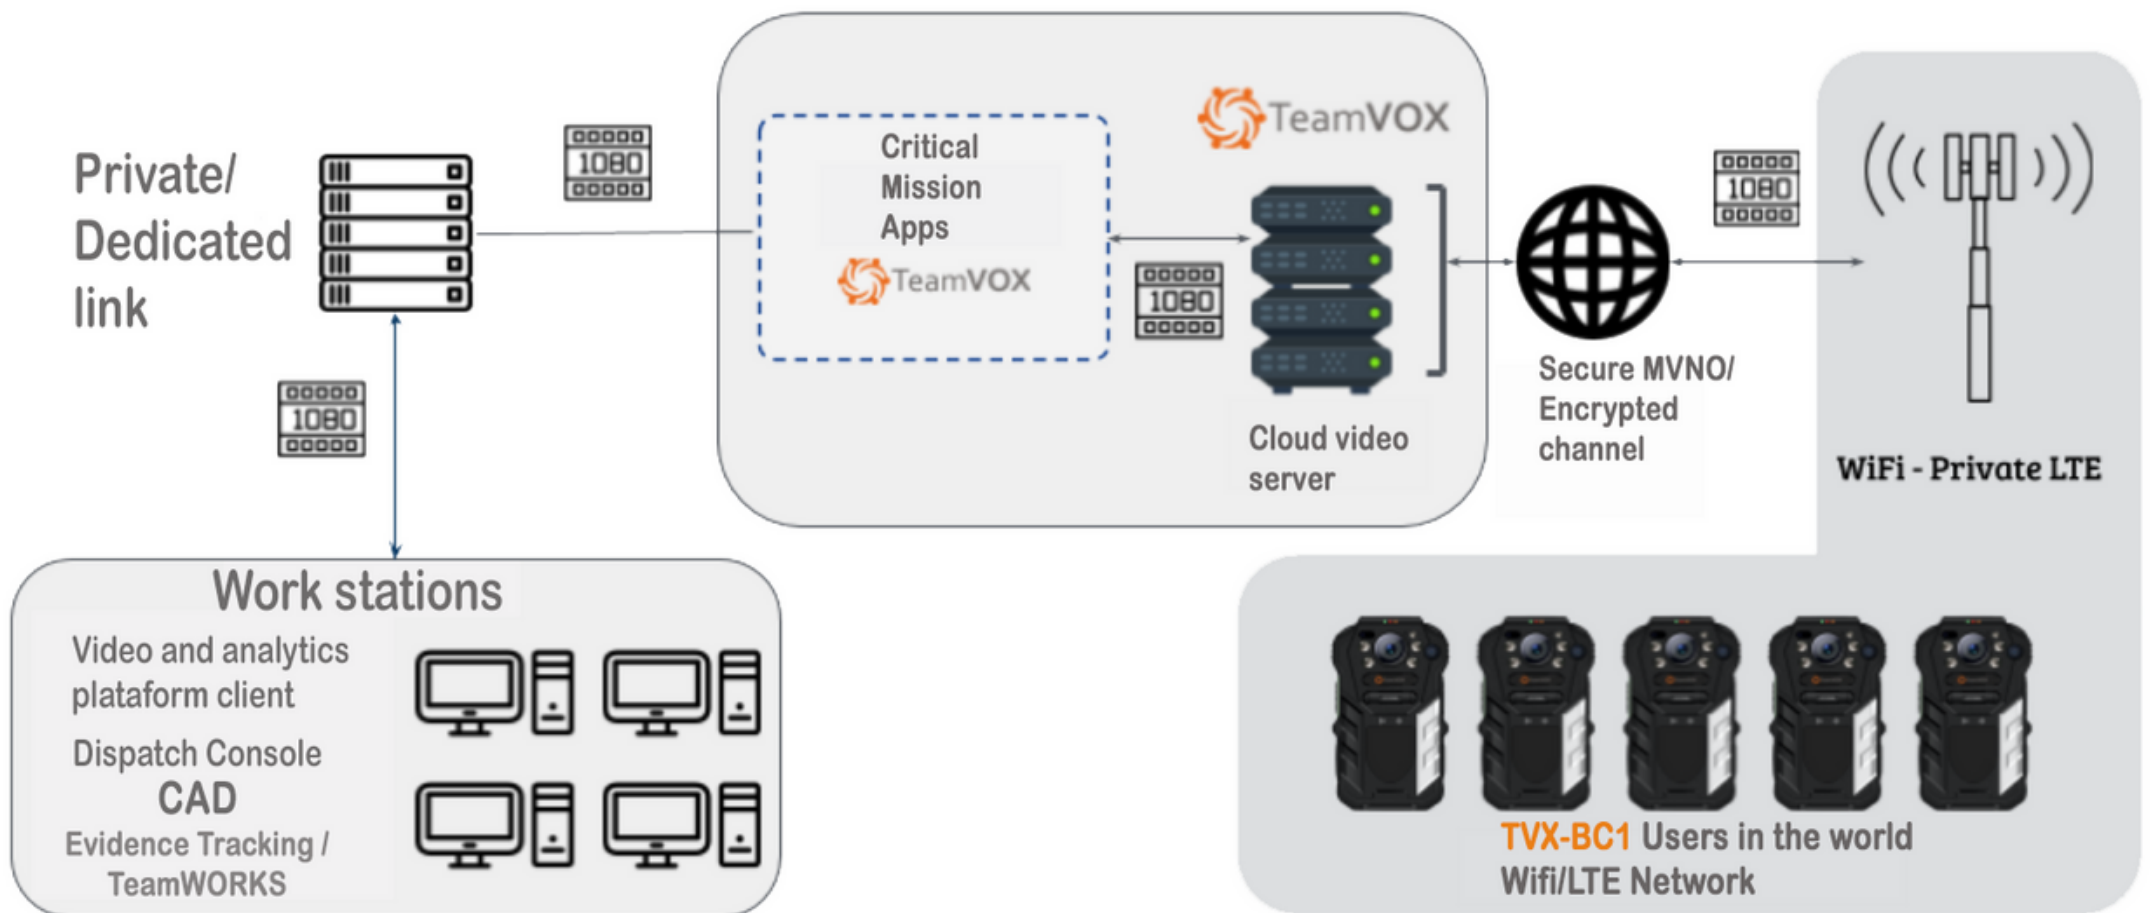 Private/
Dedicated
link
1080
1080
Critical
Mission
Apps
TeamVOX
TeamVOX
1080
Cloud video
server
Secure MVNO/
Encrypted
channel
1080
WiFi - Private LTE
Work stations
Video and analytics
plataform client
Dispatch Console
CAD
Evidence Tracking /
TeamWORKS
TVX-BC1 Users in the world
Wifi/LTE Network